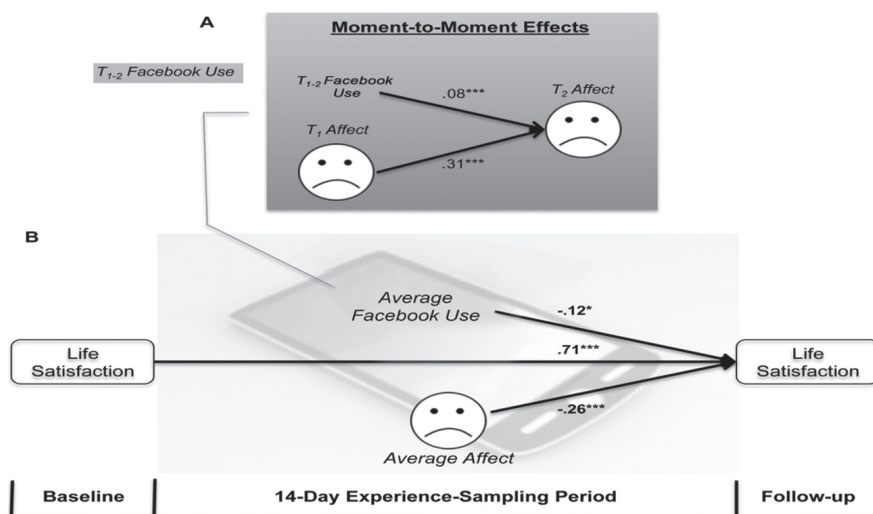 A
Moment-to-Moment Effects
T1-2 Facebook Use
T1-2 Facebook
Use
.08***
T2 Affect
T1 Affect
.31***
B
Average
Facebook Use
-.12*
.71***
Life
Satisfaction
Life
Satisfaction
-.26***
Average Affect
Baseline
14-Day Experience-Sampling Period
Follow-up